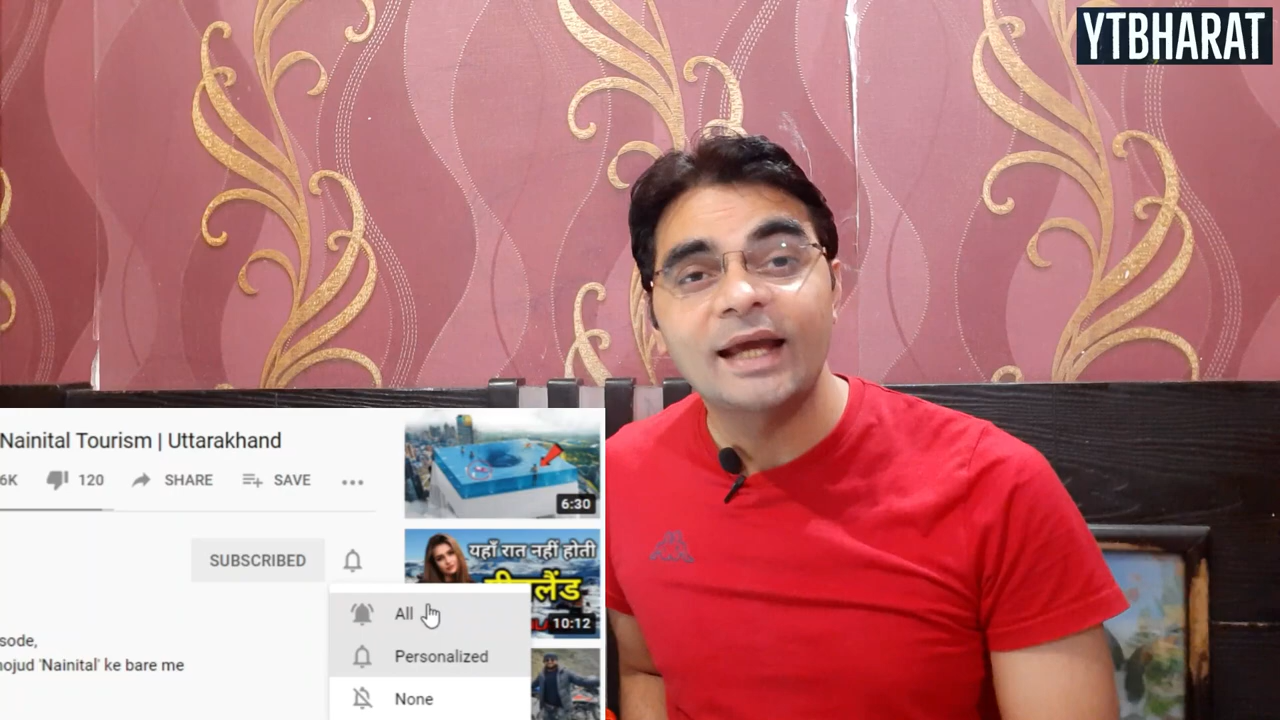 YTBHARAT
Nainital Tourism | Uttarakhand
6K 120 SHARE SAVE
6:30
SUBSCRIBED
यहाँ रात नहीं होती
10:12
All
Personalized
None
sode,
nojud 'Nainital' ke bare me